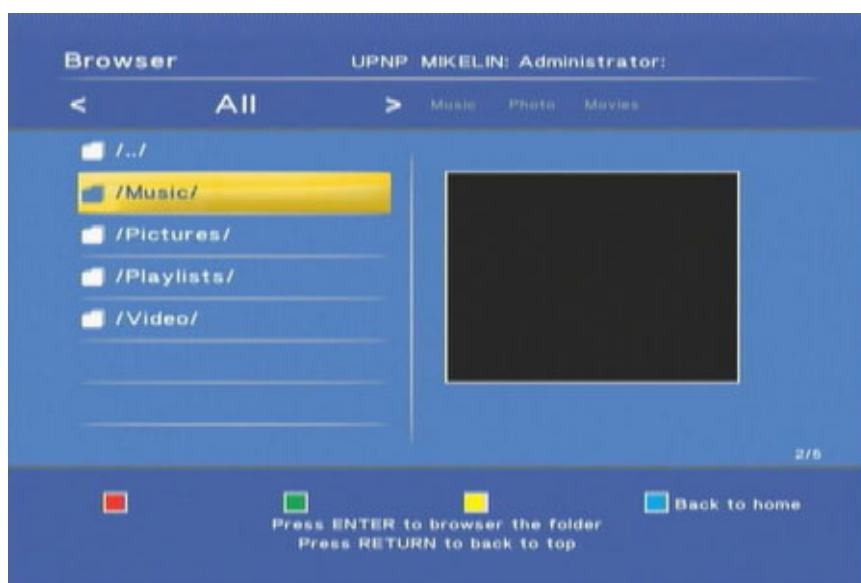 Browser UPNP MIKELIN: Administrator:
< All > Music Photo Movies
/../
/Music/
/Pictures/
/Playlists/
/Video/
2/5
Back to home
Press ENTER to browser the folder
Press RETURN to back to top